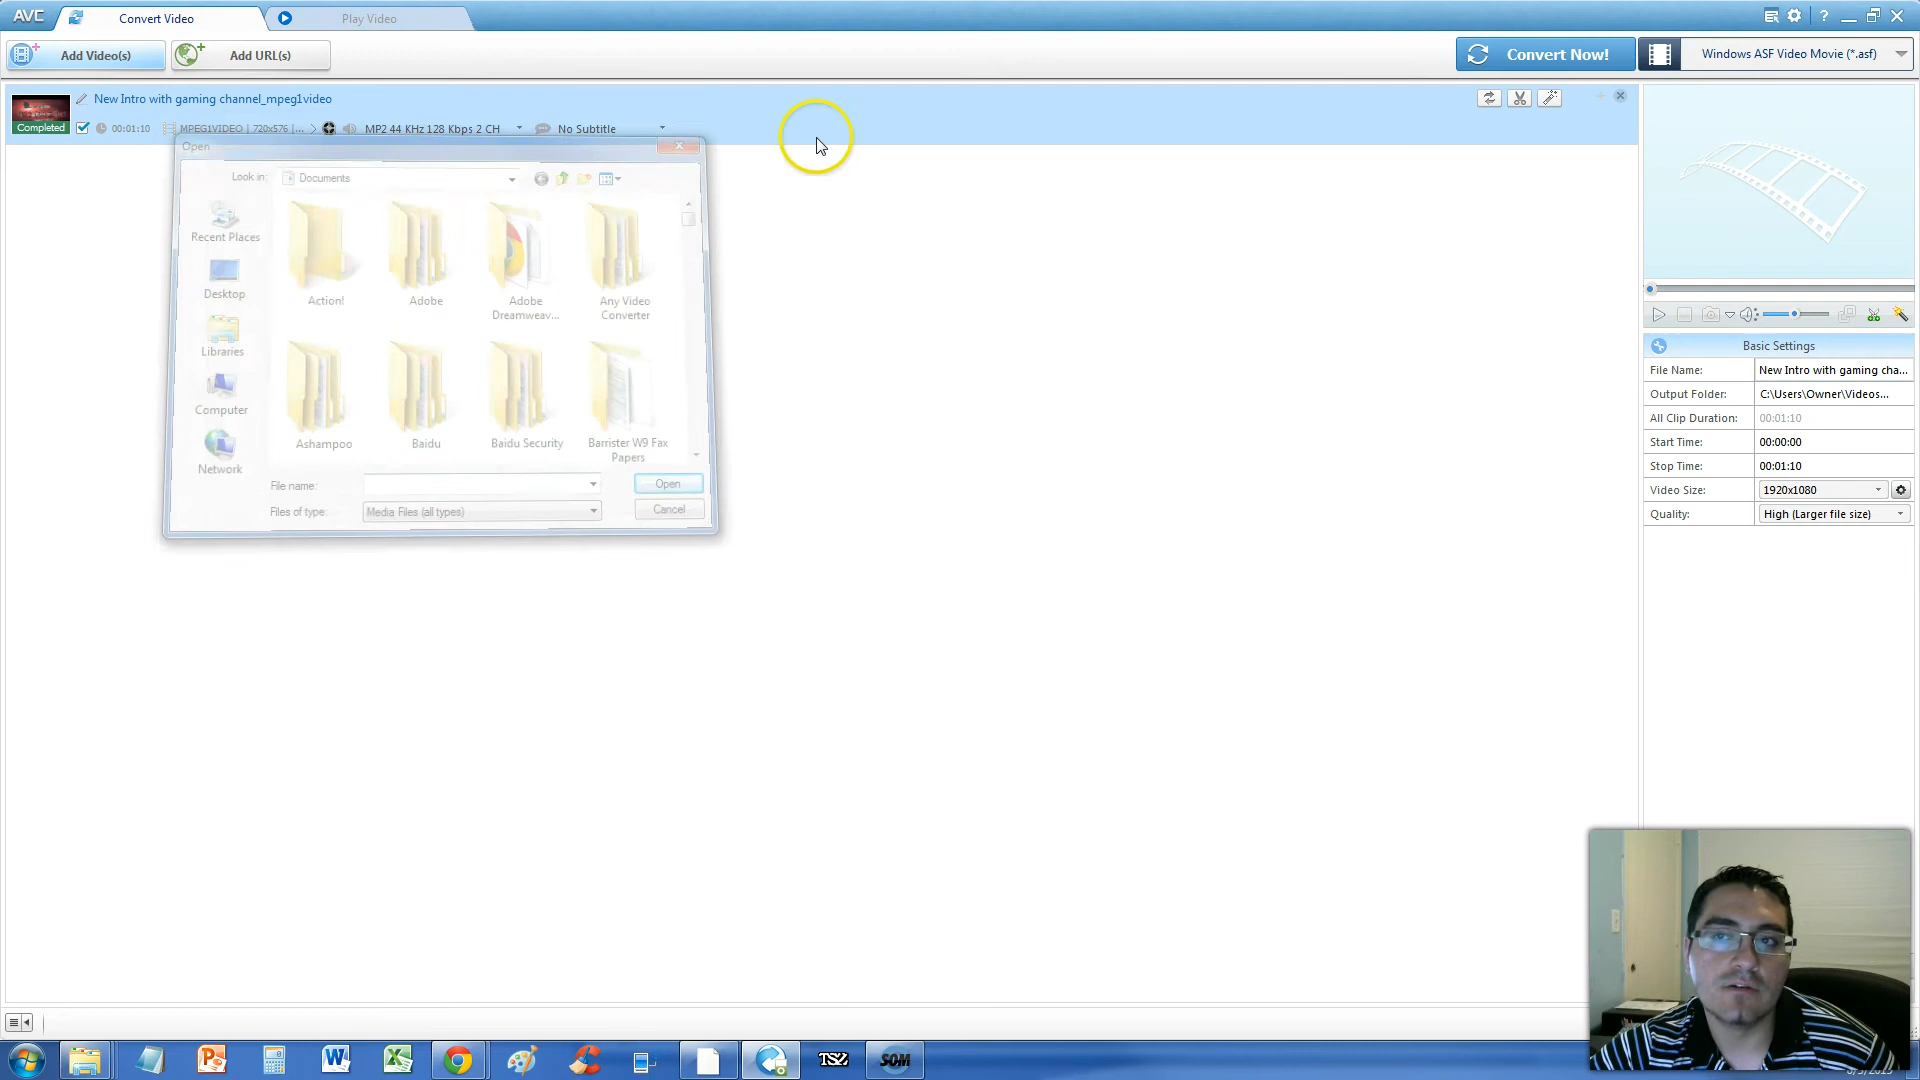 AVC
Convert Video
Play Video
Add Video(s)
Add URL(s)
Convert Now!
Windows ASF Video Movie (*.asf)
New Intro with gaming channel_mpeg1video
Completed
00:01:10
MPEG1VIDEO | 720x576 |...
MP2 44 KHz 128 Kbps 2 CH
No Subtitle
Open
Look in:
Documents
Recent Places
Desktop
Libraries
Computer
Network
Action!
Adobe
Adobe Dreamweav...
Any Video Converter
Ashampoo
Baidu
Baidu Security
Barrister W9 Fax Papers
File name:
Open
Files of type:
Media Files (all types)
Cancel
Basic Settings
File Name:
New Intro with gaming cha...
Output Folder:
C:\Users\Owner\Videos...
All Clip Duration:
00:01:10
Start Time:
00:00:00
Stop Time:
00:01:10
Video Size:
1920x1080
Quality:
High (Larger file size)
TSZ
SOM